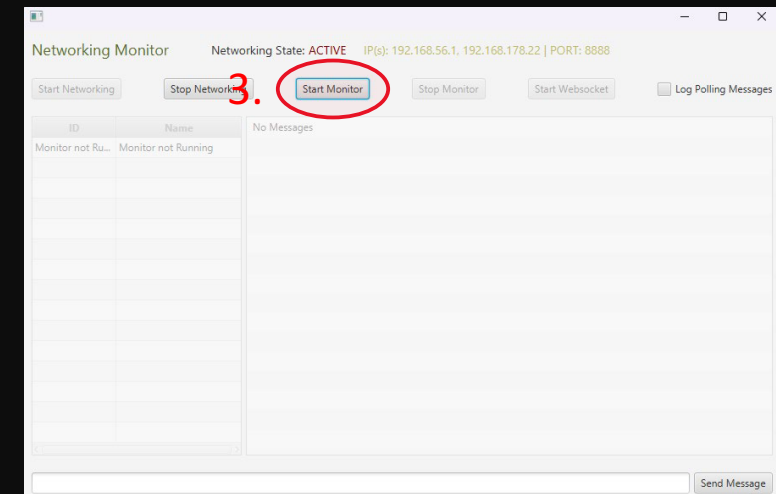 Networking Monitor Networking State: ACTIVE IP(s): 192.168.56.1, 192.168.178.22 | PORT: 8888
Start Networking Stop Networking 3. Start Monitor Stop Monitor Start Websocket Log Polling Messages
ID Name No Messages
Monitor not Ru... Monitor not Running
Send Message